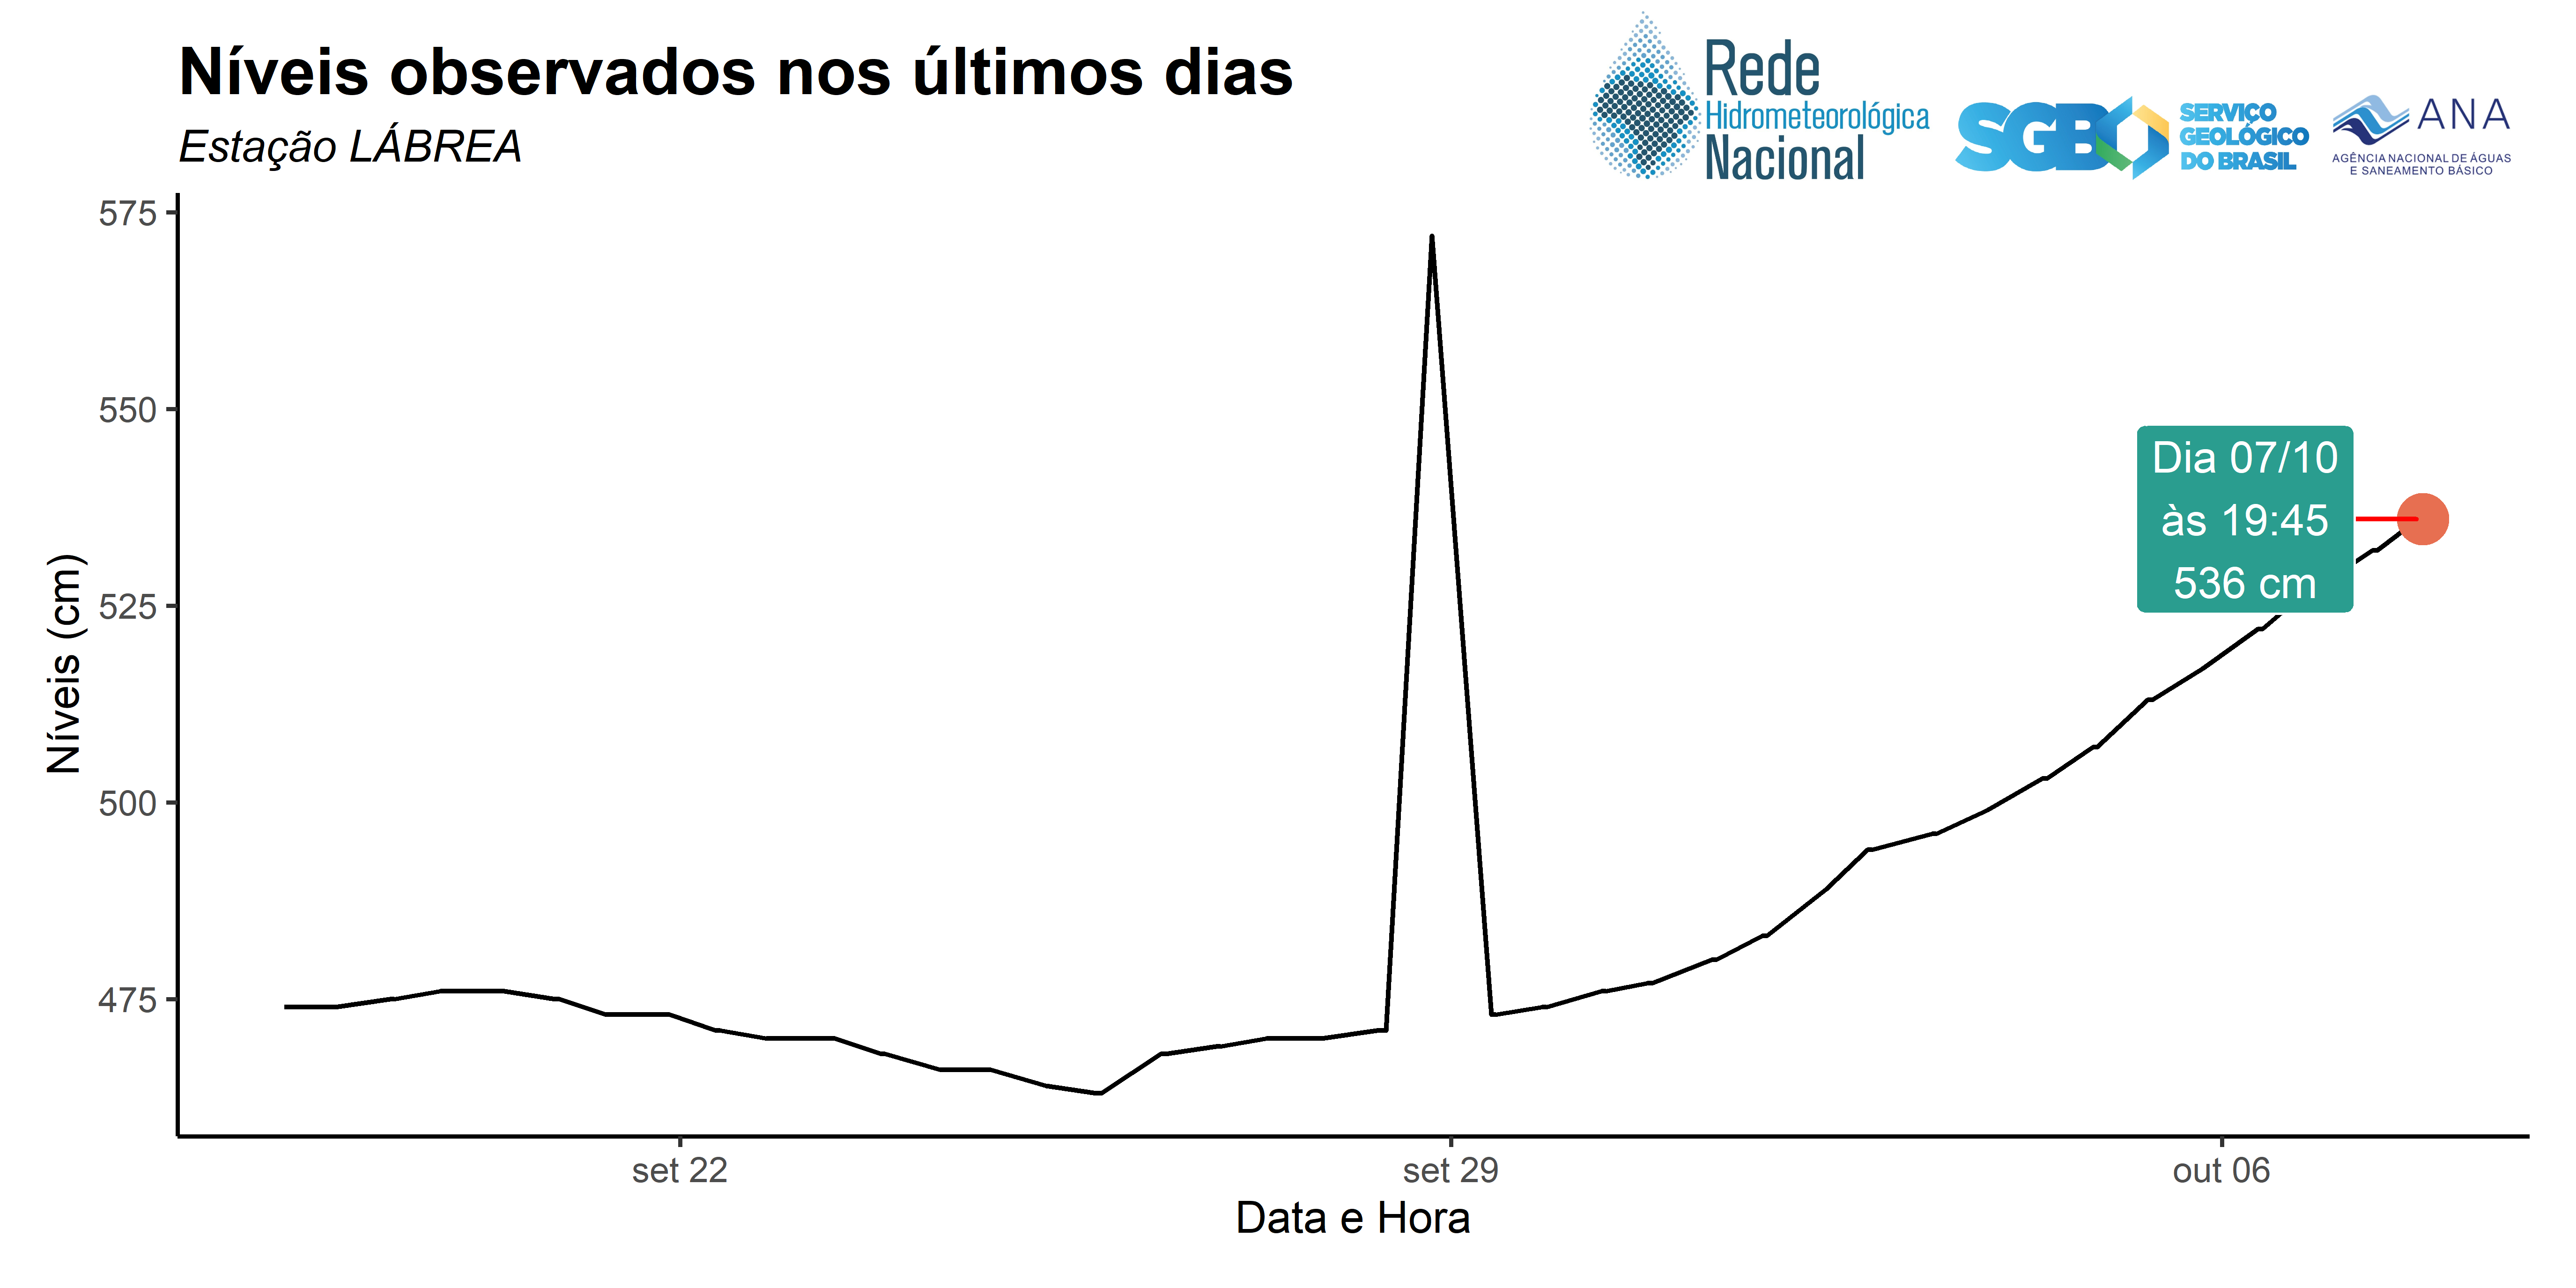 Níveis observados nos últimos dias
Estação LÁBREA
Rede
Hidrometeorológica
Nacional
SGB
SERVIÇO
GEOLÓGICO
DO BRASIL
ANA
AGÊNCIA NACIONAL DE ÁGUAS
E SANEAMENTO BÁSICO
575
550
525
500
475
Níveis (cm)
Dia 07/10
às 19:45
536 cm
set 22
set 29
out 06
Data e Hora